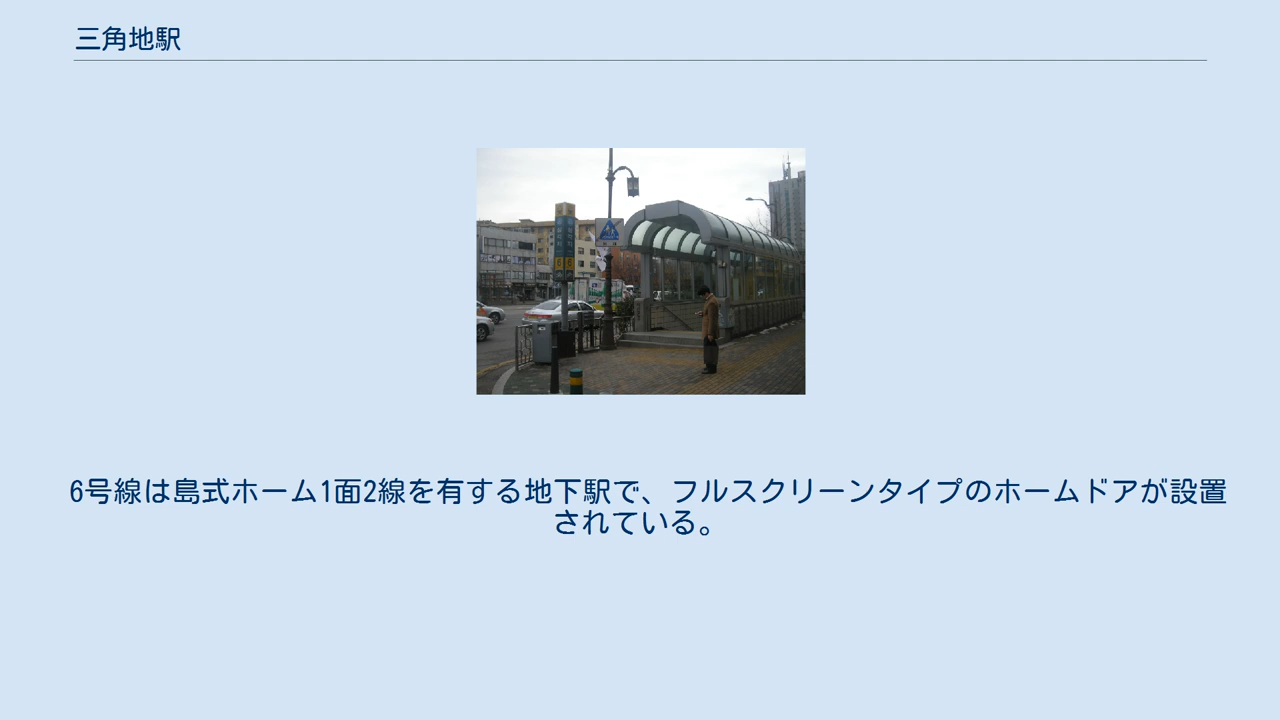 三角地駅
6号線は島式ホーム1面2線を有する地下駅で、フルスクリーンタイプのホームドアが設置
されている。